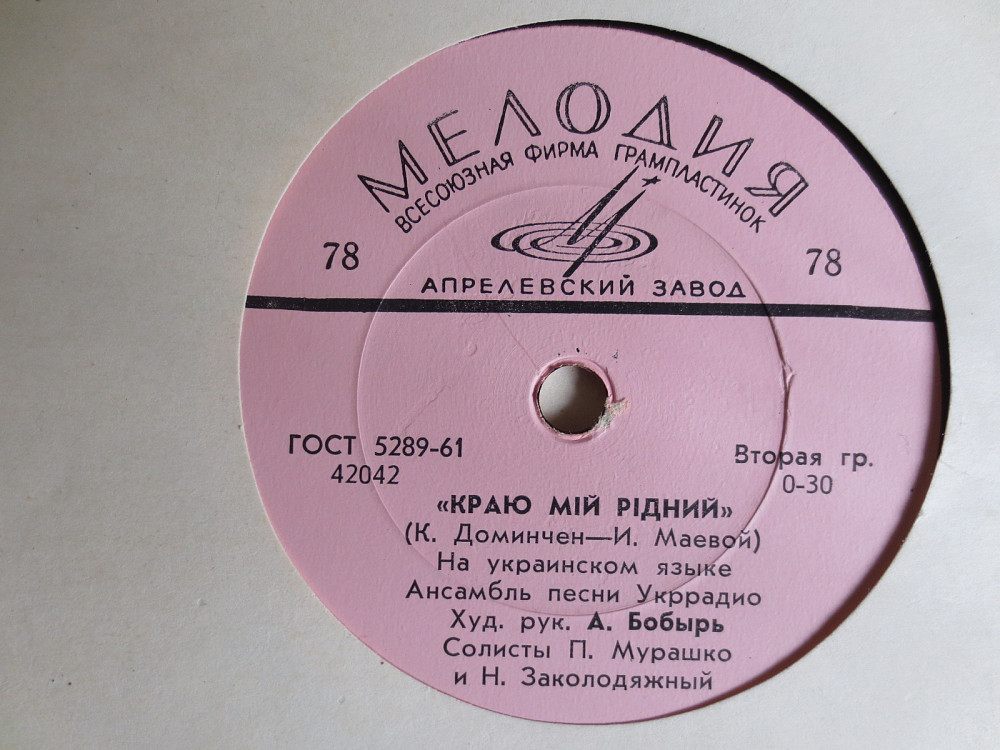 МЕЛОДИЯ
ВСЕСОЮЗНАЯ ФИРМА ГРАМПЛАСТИНОК
78 78
АПРЕЛЕВСКИЙ ЗАВОД
ГОСТ 5289-61 Вторая гр.
42042 0-30
«КРАЮ МІЙ РІДНИЙ»
(К. Доминчен—И. Маевой)
На украинском языке
Ансамбль песни Укррадио
Худ. рук. А. Бобырь
Солисты П. Мурашко
и Н. Заколодяжный